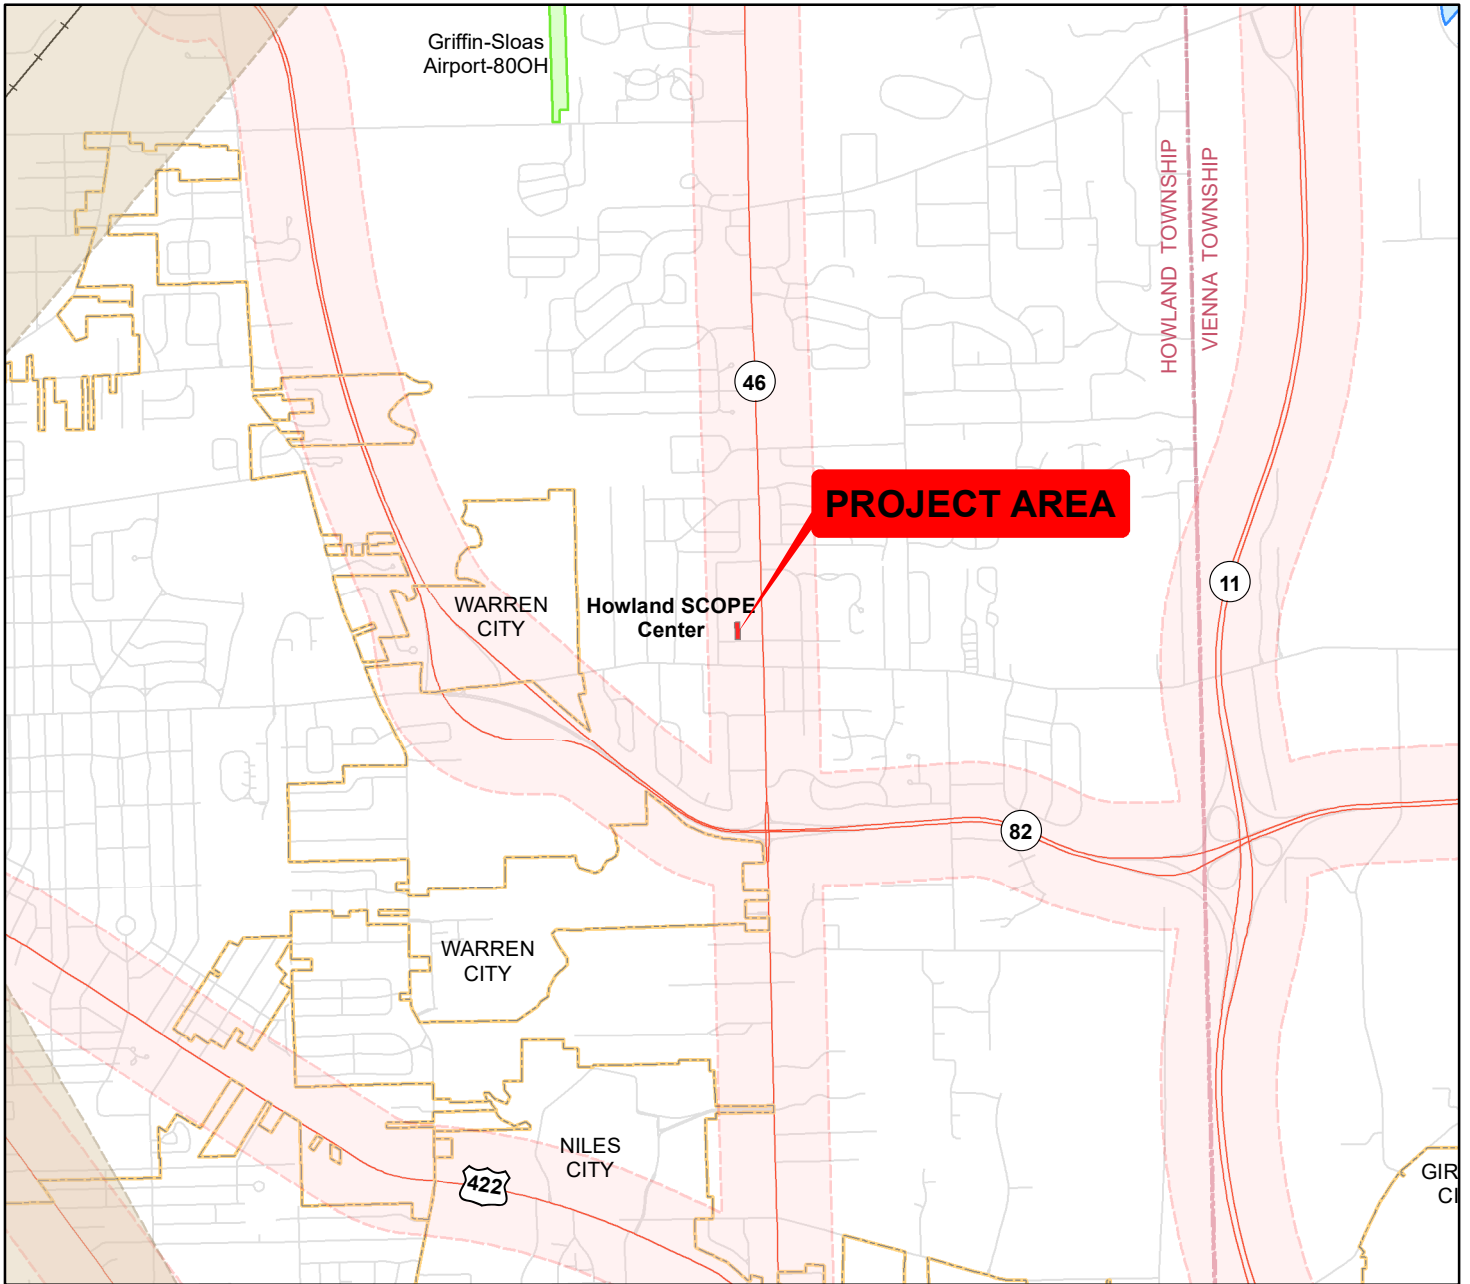 Griffin-Sloas
Airport-80OH
HOWLAND TOWNSHIP
VIENNA TOWNSHIP
46
PROJECT AREA
11
WARREN
CITY
Howland SCOPE
Center
82
WARREN
CITY
NILES
CITY
422
GIR
CI